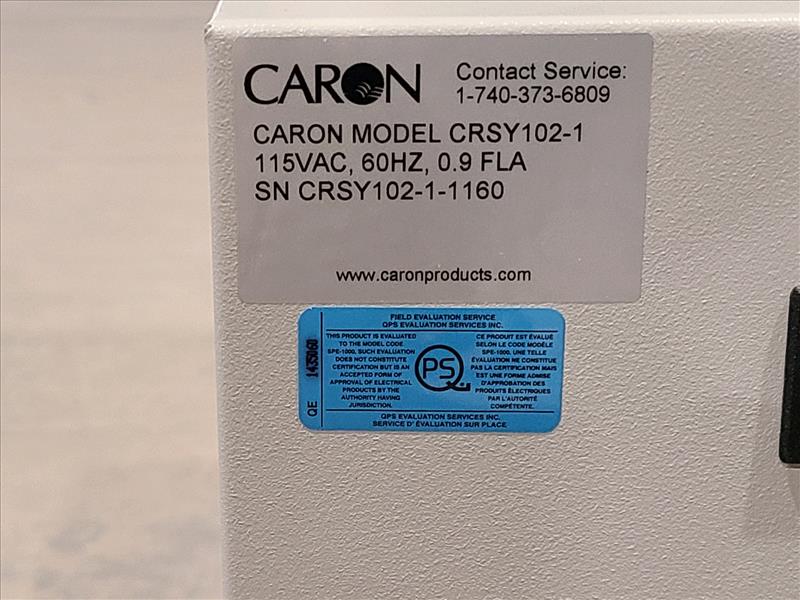 CARON
Contact Service:
1-740-373-6809
CARON MODEL CRSY102-1
115VAC, 60HZ, 0.9 FLA
SN CRSY102-1-1160
www.caronproducts.com
FIELD EVALUATION SERVICE
QPS EVALUATION SERVICES INC.
QE 1435060
THIS PRODUCT IS EVALUATED
TO THE MODEL CODE
SPE-1000. SUCH EVALUATION
DOES NOT CONSTITUTE
CERTIFICATION BUT IS AN
ACCEPTED FORM OF
APPROVAL OF ELECTRICAL
PRODUCTS BY THE
AUTHORITY HAVING
JURISDICTION.
QPS
CE PRODUIT EST ÉVALUÉ
SELON LE CODE MODÈLE
SPE-1000. UNE TELLE
ÉVALUATION NE CONSTITUE
PAS LA CERTIFICATION MAIS
EST UNE FORME ADMISE
D'APPROBATION DES
PRODUITS ÉLECTRIQUES
PAR L'AUTORITÉ
COMPÉTENTE.
QPS EVALUATION SERVICES INC.
SERVICE D' ÉVALUATION SUR PLACE